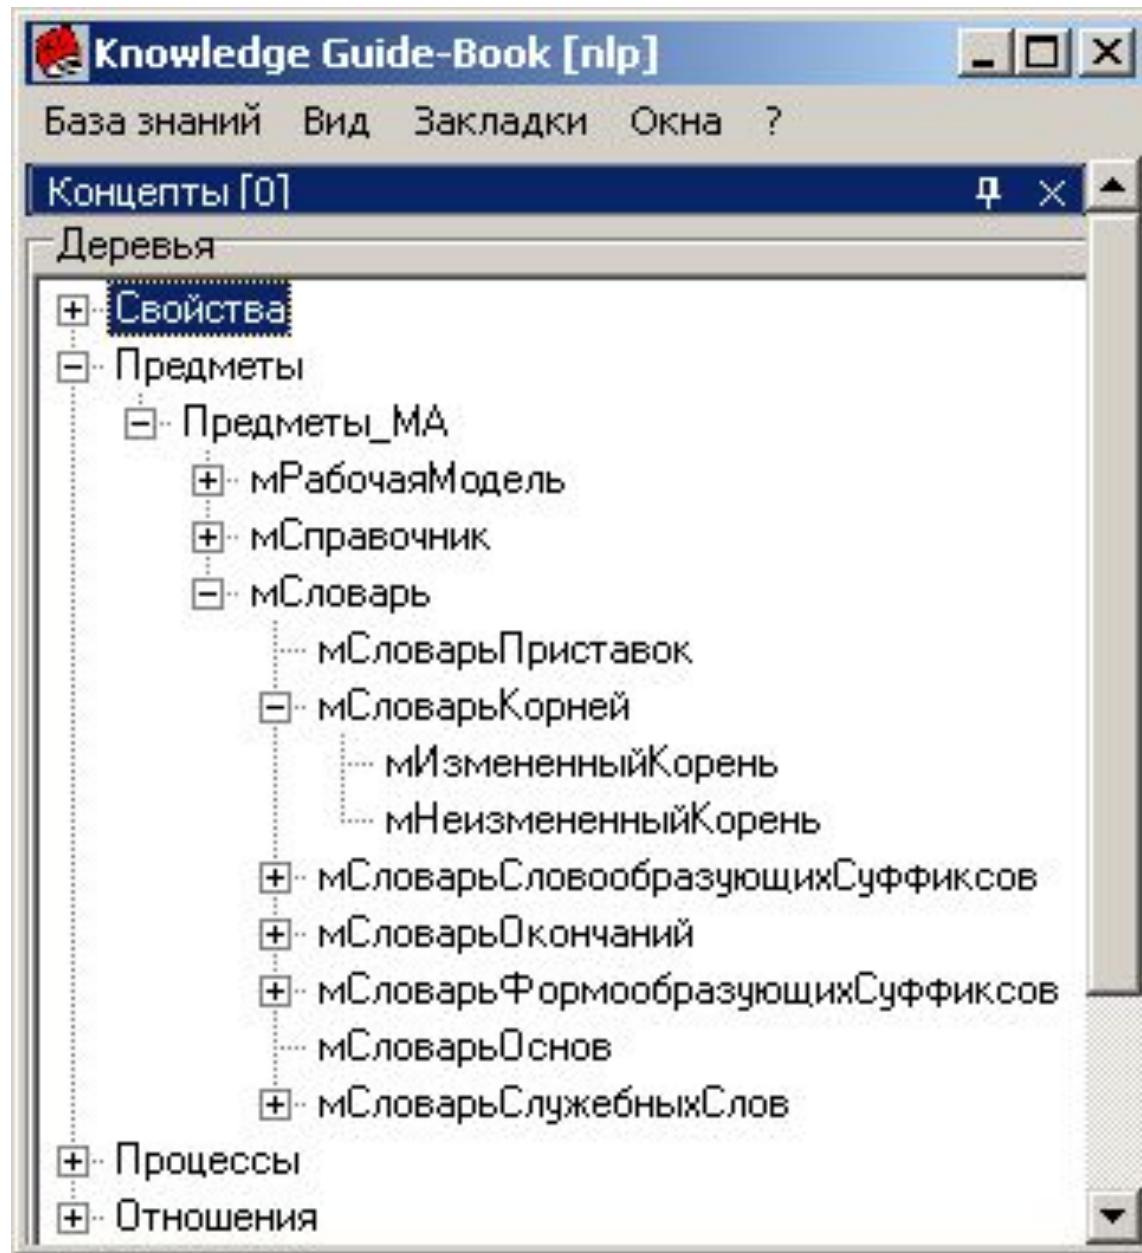 Knowledge Guide-Book [nlp]
База знаний Вид Закладки Окна ?
Концепты [0]
Деревья
Свойства
Предметы
Предметы_МА
мРабочаяМодель
мСправочник
мСловарь
мСловарьПриставок
мСловарьКорней
мИзмененныйКорень
мНеизмененныйКорень
мСловарьСловообразующихСуффиксов
мСловарьОкончаний
мСловарьФормообразующихСуффиксов
мСловарьОснов
мСловарьСлужебныхСлов
Процессы
Отношения